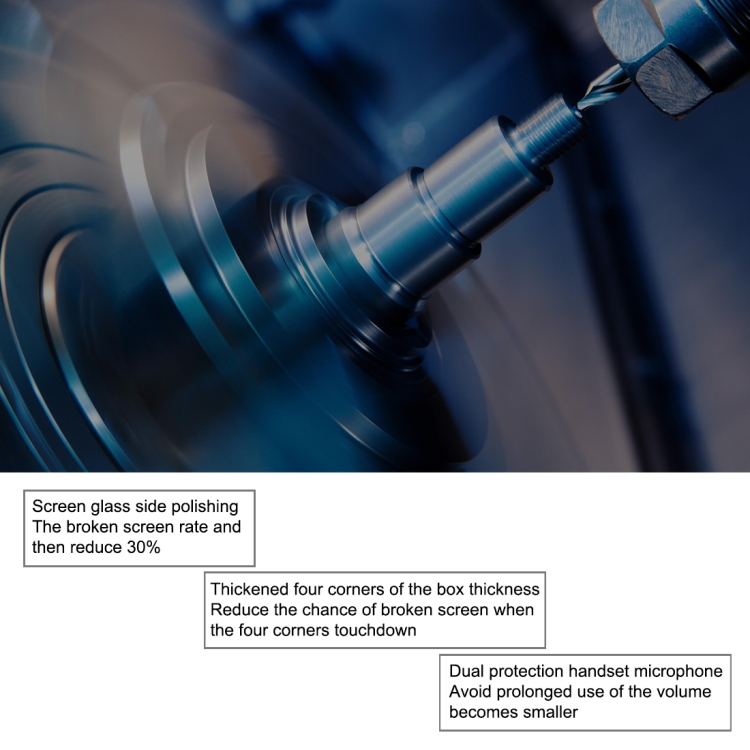 Screen glass side polishing
The broken screen rate and
then reduce 30%
Thickened four corners of the box thickness
Reduce the chance of broken screen when
the four corners touchdown
Dual protection handset microphone
Avoid prolonged use of the volume
becomes smaller